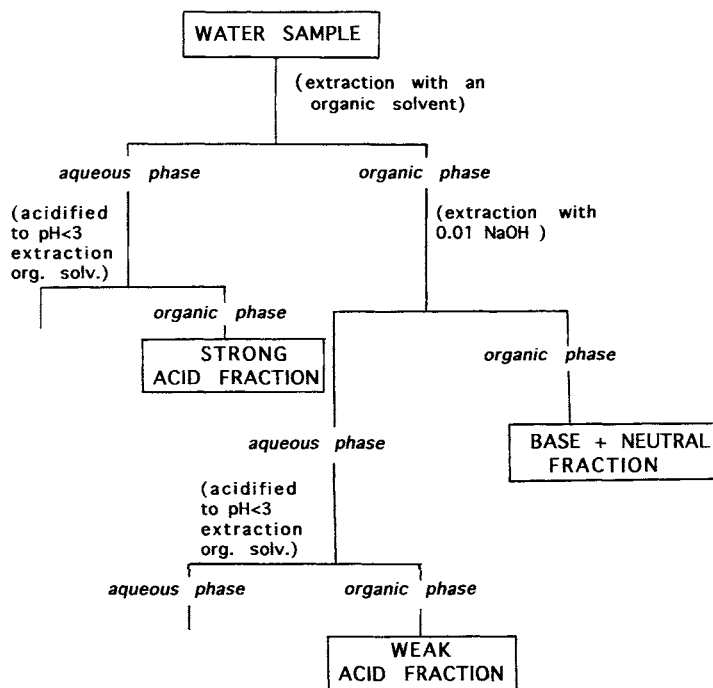 WATER SAMPLE
(extraction with an
organic solvent)
aqueous phase
organic phase
(acidified
to pH<3
extraction
org. solv.)
(extraction with
0.01 NaOH )
organic phase
STRONG
ACID FRACTION
organic phase
BASE + NEUTRAL
FRACTION
aqueous phase
(acidified
to pH<3
extraction
org. solv.)
aqueous phase
organic phase
WEAK
ACID FRACTION